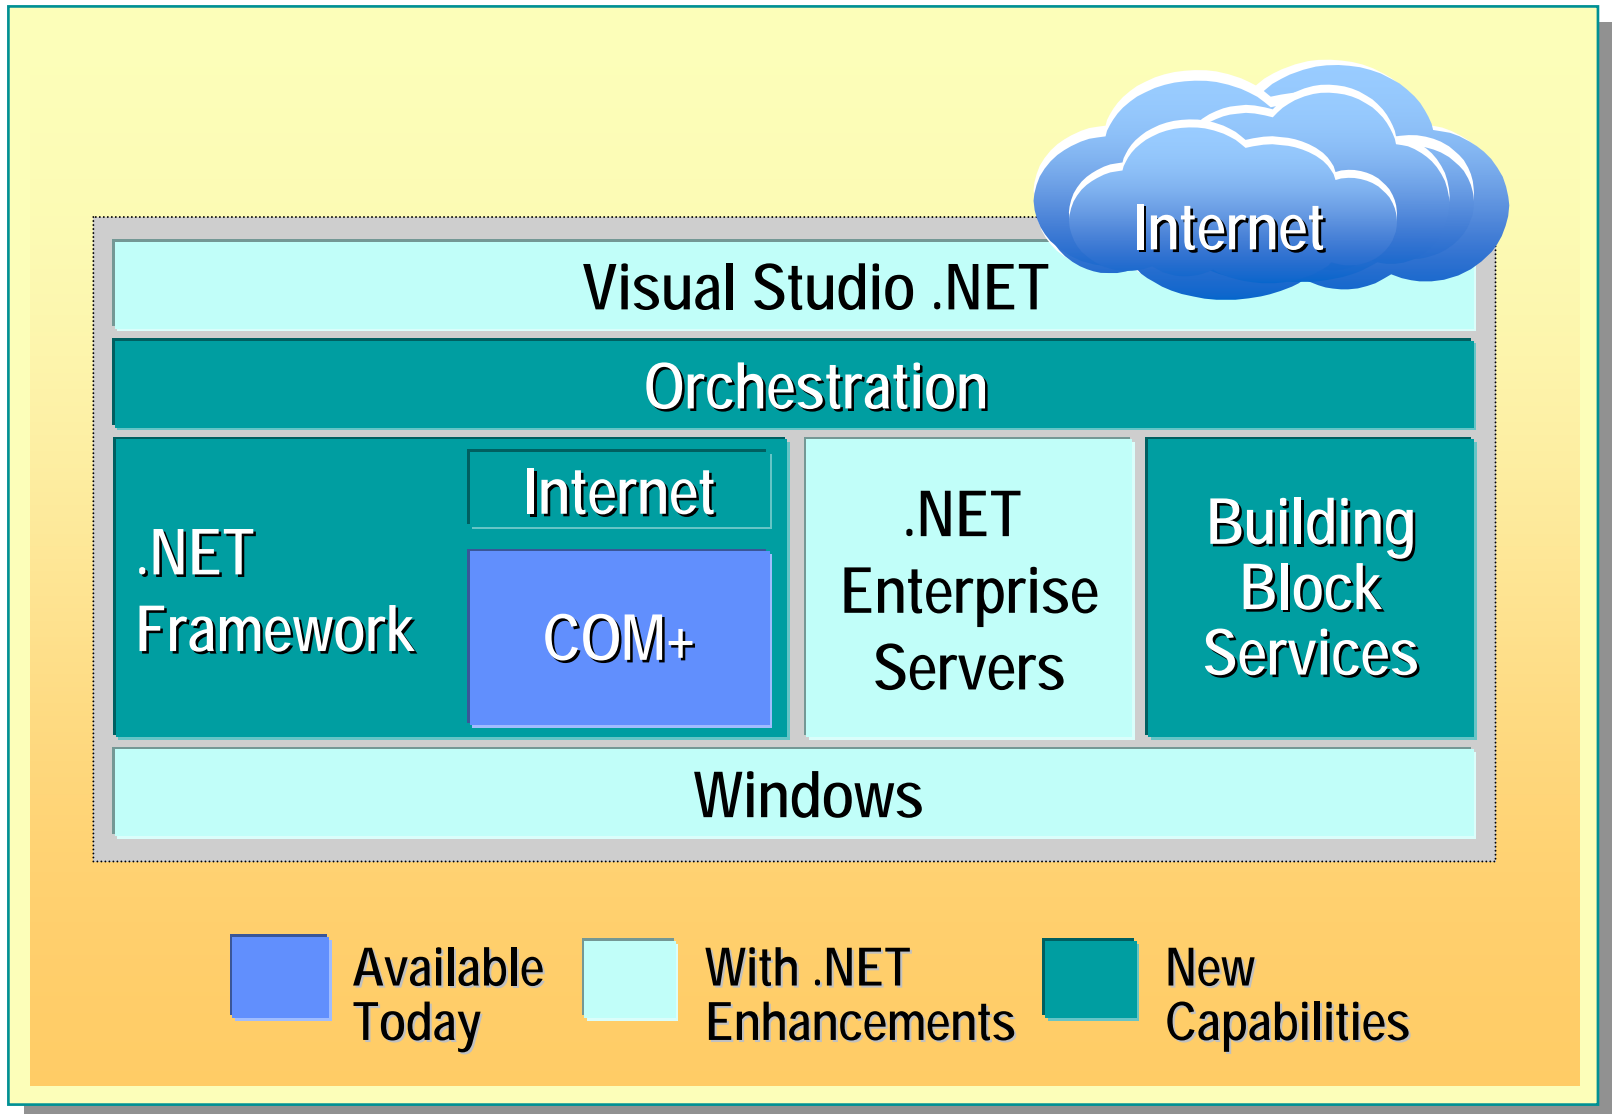 Internet
Visual Studio .NET
Orchestration
.NET
Framework
Internet
COM+
.NET
Enterprise
Servers
Building
Block
Services
Windows
Available
Today
With .NET
Enhancements
New
Capabilities